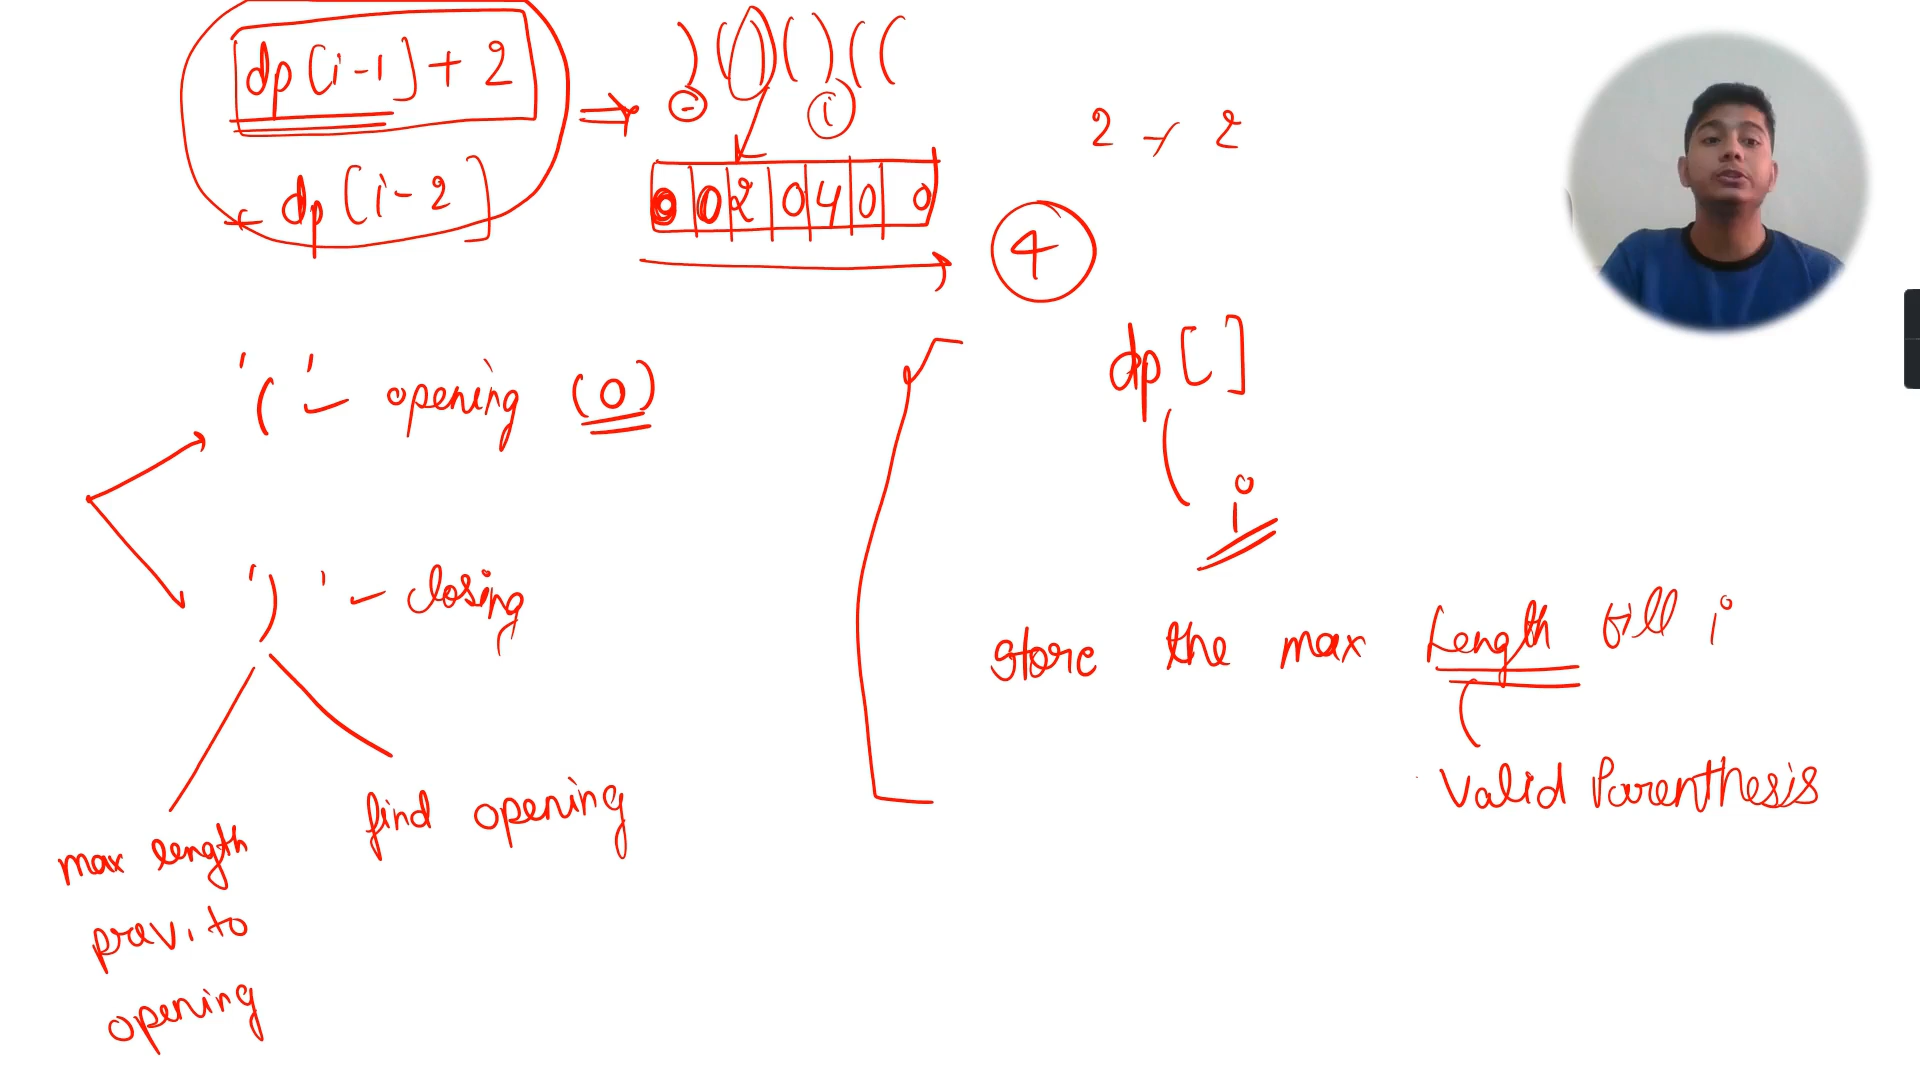 dp[i-1] + 2
) ( ) ( ) ( (
- i
2 + 2
+ dp[i-2]
0 0 2 0 4 0 0
4
dp[ ]
'(' - opening (0)
i
')' - closing
store the max Length till i
Valid Parenthesis
find opening
max length
prev. to
opening